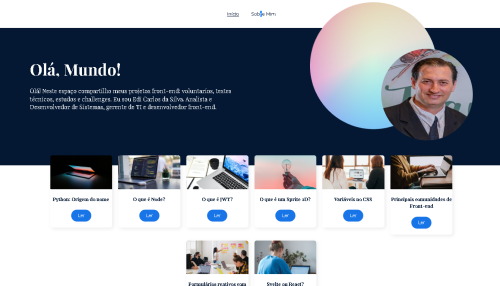 Início Sobre Mim
Olá, Mundo!
Olá! Neste espaço compartilho meus projetos front-end: voluntarios, testes
técnicos, estudos e challenges. Eu sou Edi Carlos da Silva. Analista e
Desenvolvedor de Sistemas, gerente de TI e desenvolvedor front-end.
Python: Origem do nome
Ler
O que é Node?
Ler
O que é JWT?
Ler
O que é um Sprite 2D?
Ler
Variáveis no CSS
Ler
Principais comunidades de
Front-end
Ler
Formulários reativos com
Svelte ou React?